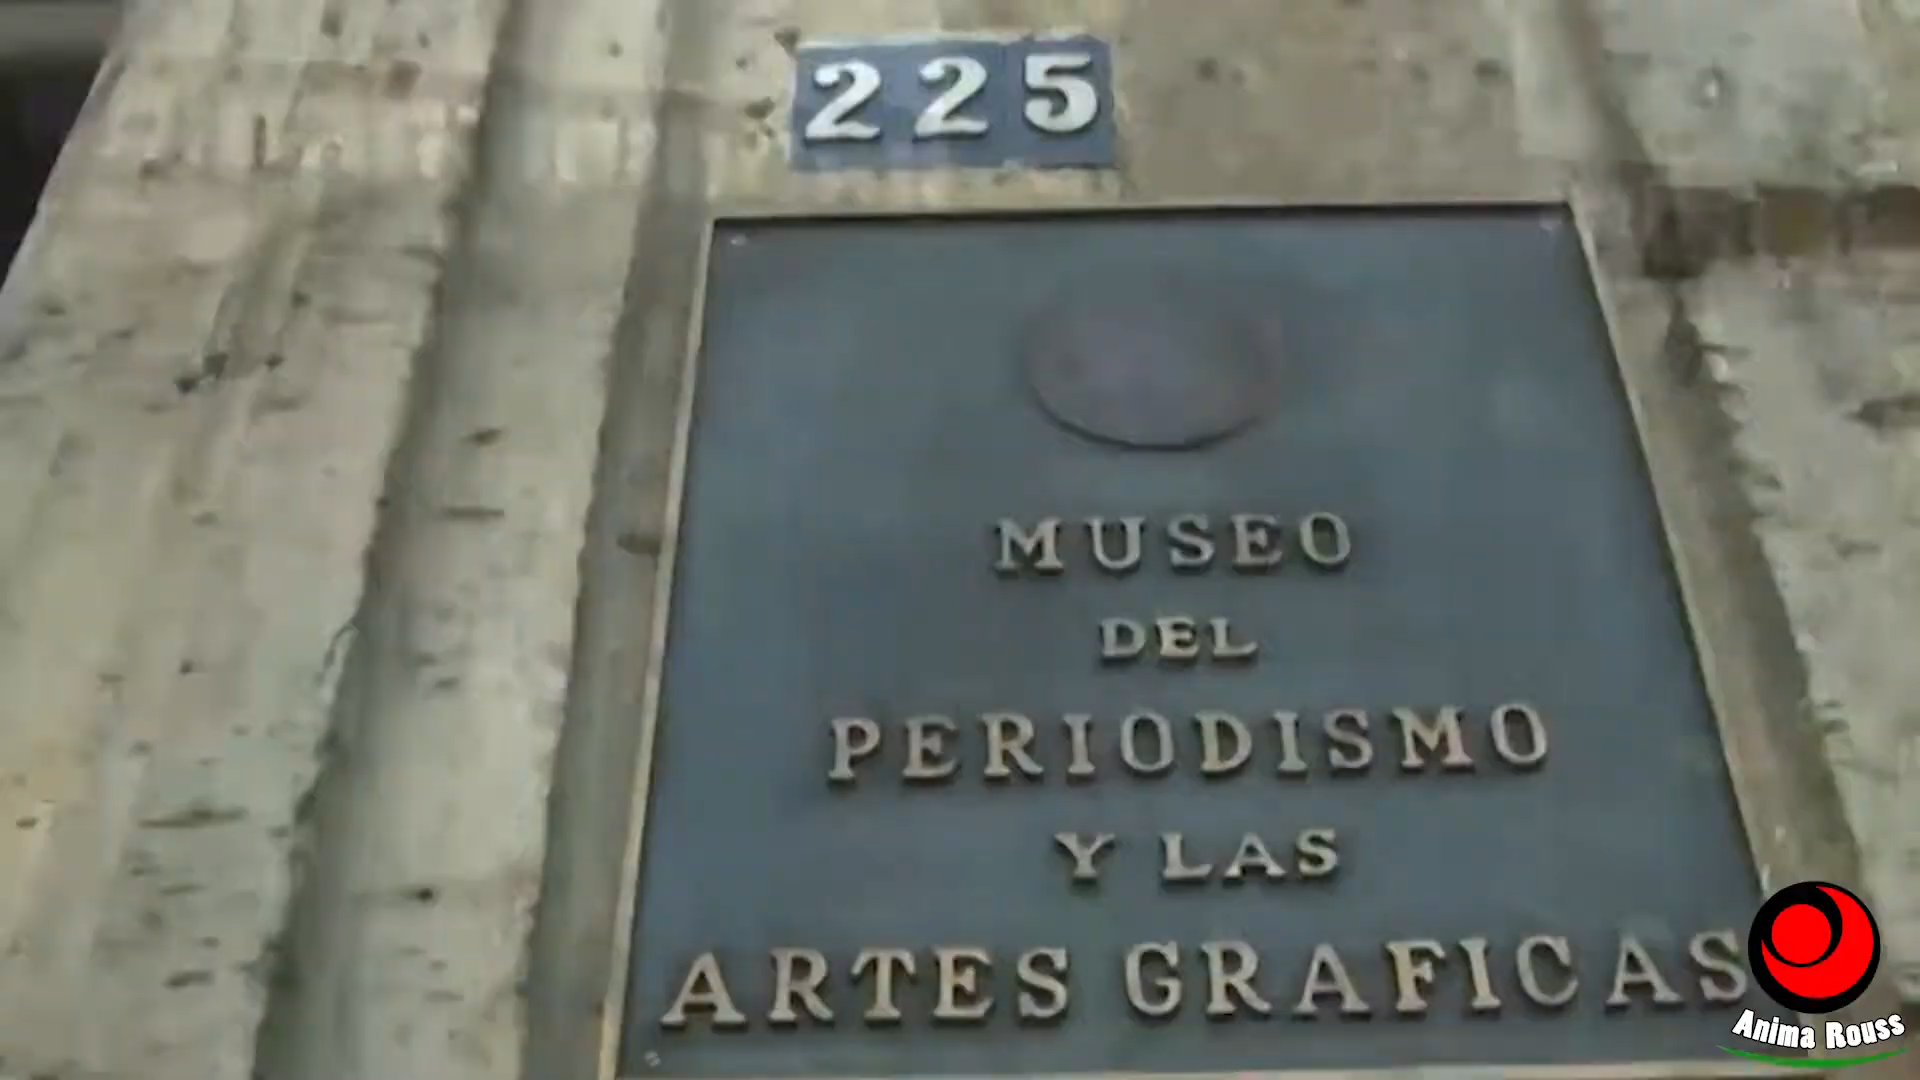 225
MUSEO
DEL
PERIODISMO
Y LAS
ARTES GRAFICAS
Anima Rouss